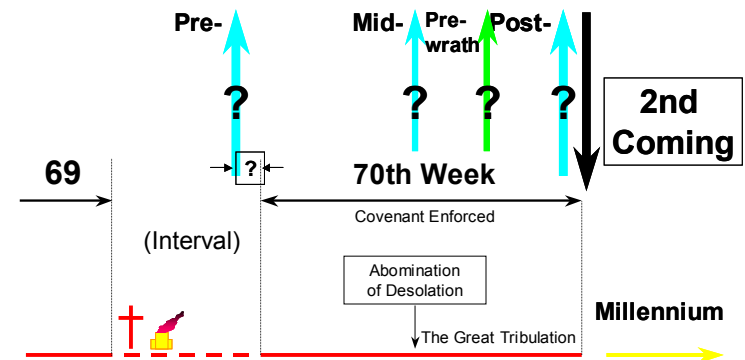 Pre-
Mid-
Pre-
wrath
Post-
?
?
?
?
2nd
Coming
?
69
70th Week
Covenant Enforced
(Interval)
Abomination
of Desolation
Millennium
The Great Tribulation